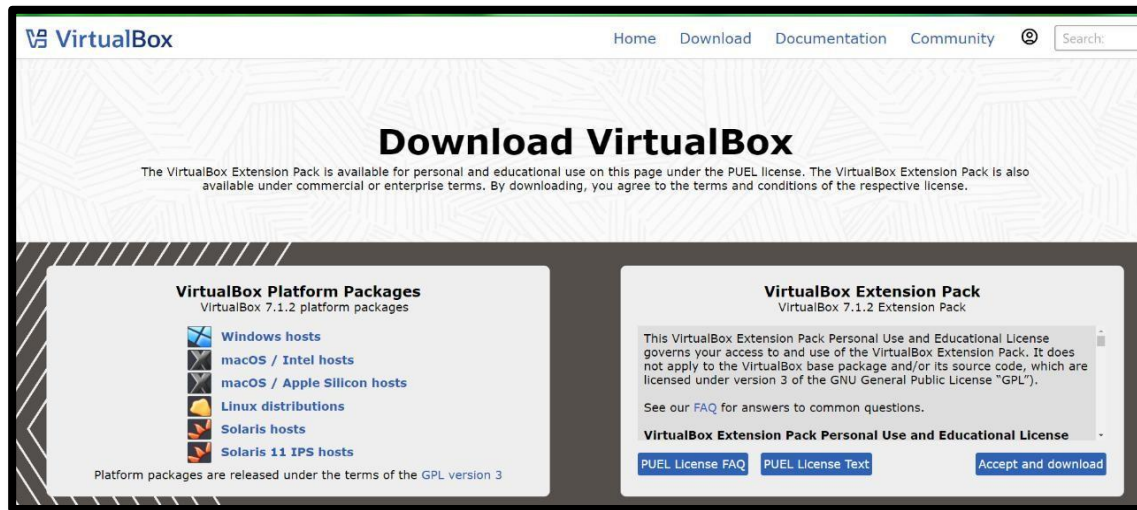 VirtualBox
Home Download Documentation Community
Search:
Download VirtualBox
The VirtualBox Extension Pack is available for personal and educational use on this page under the PUEL license. The VirtualBox Extension Pack is also
available under commercial or enterprise terms. By downloading, you agree to the terms and conditions of the respective license.
VirtualBox Platform Packages
VirtualBox 7.1.2 platform packages
Windows hosts
macOS / Intel hosts
macOS / Apple Silicon hosts
Linux distributions
Solaris hosts
Solaris 11 IPS hosts
Platform packages are released under the terms of the GPL version 3
VirtualBox Extension Pack
VirtualBox 7.1.2 Extension Pack
This VirtualBox Extension Pack Personal Use and Educational License
governs your access to and use of the VirtualBox Extension Pack. It does
not apply to the VirtualBox base package and/or its source code, which are
licensed under version 3 of the GNU General Public License “GPL”).
See our FAQ for answers to common questions.
VirtualBox Extension Pack Personal Use and Educational License
PUEL License FAQ PUEL License Text Accept and download